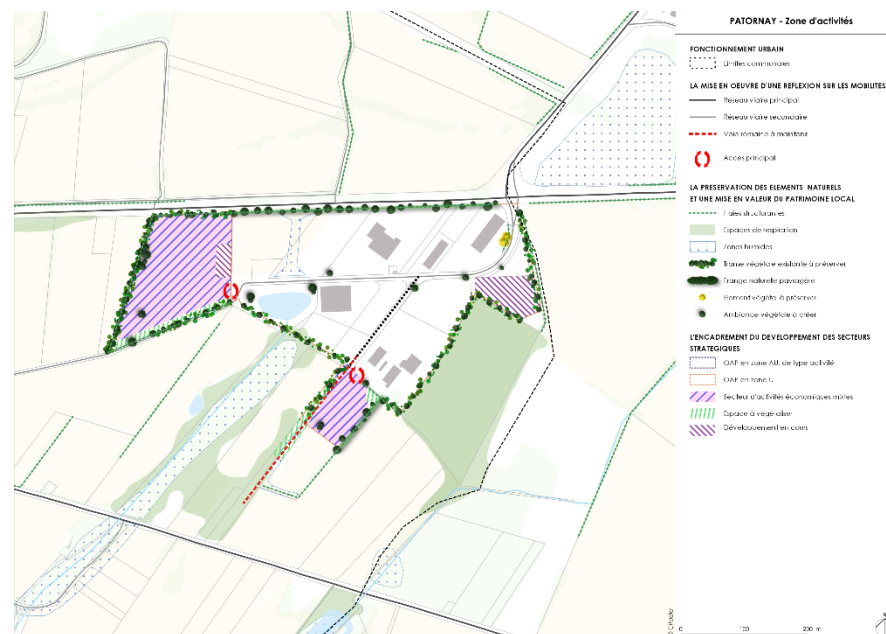 PATORNAY - Zone d'activités
FONCTIONNEMENT URBAIN
Limites communales
LA MISE EN OEUVRE D'UNE REFLEXION SUR LES MOBILITES
Réseau viaire principal
Réseau viaire secondaire
Voie romaine à maintenir
Accès principal
LA PRESERVATION DES ELEMENTS NATURELS
ET UNE MISE EN VALEUR DU PATRIMOINE LOCAL
Haies structurantes
Espaces de respiration
Zones humides
Trame végétale existante à préserver
Frange naturelle paysagère
Element végétal à préserver
Ambiance végétale à créer
L'ENCADREMENT DU DEVELOPPEMENT DES SECTEURS
STRATEGIQUES
OAP en zone AU, de type activité
OAP en zone U
Secteur d'activités économiques mixtes
Espace à végétaliser
Développement en cours
0 100 200 m